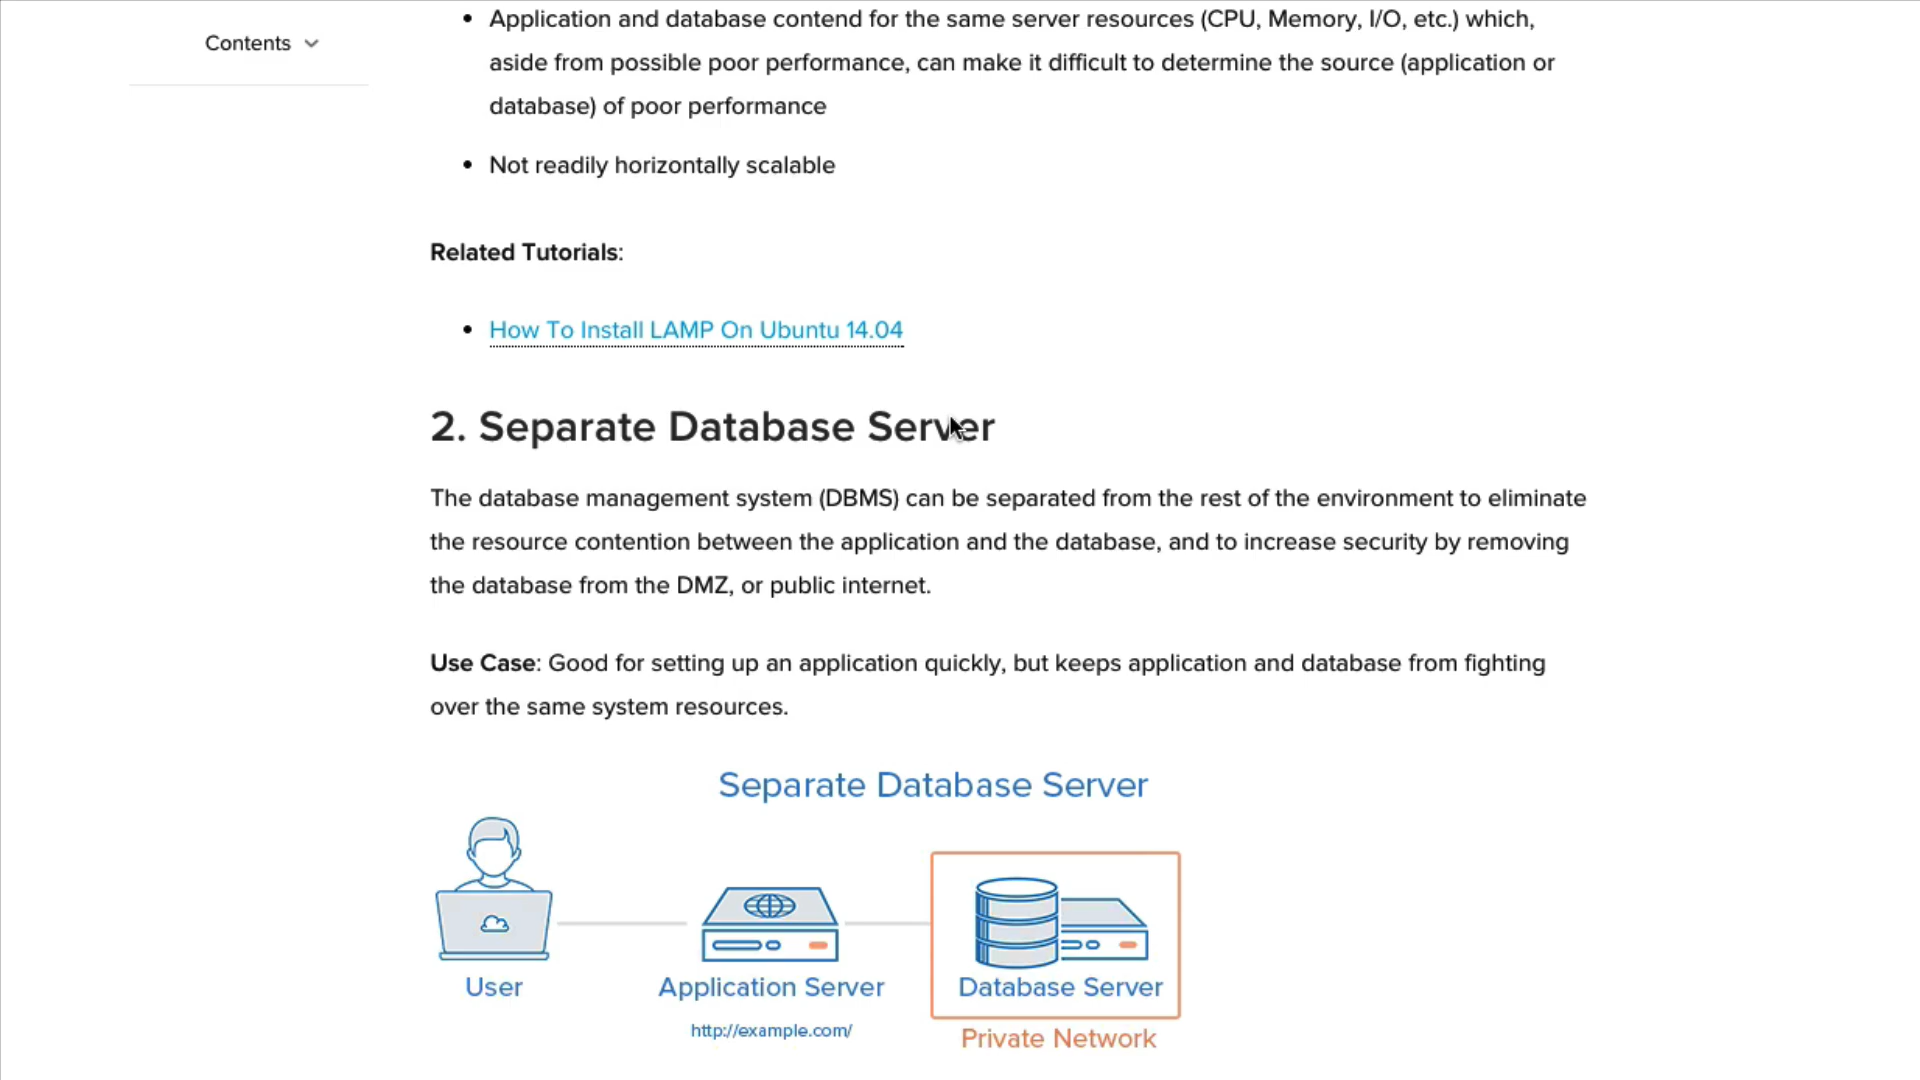 Contents
Application and database contend for the same server resources (CPU, Memory, I/O, etc.) which,
aside from possible poor performance, can make it difficult to determine the source (application or
database) of poor performance
Not readily horizontally scalable
Related Tutorials:
How To Install LAMP On Ubuntu 14.04
2. Separate Database Server
The database management system (DBMS) can be separated from the rest of the environment to eliminate
the resource contention between the application and the database, and to increase security by removing
the database from the DMZ, or public internet.
Use Case: Good for setting up an application quickly, but keeps application and database from fighting
over the same system resources.
Separate Database Server
User
Application Server
Database Server
http://example.com/
Private Network